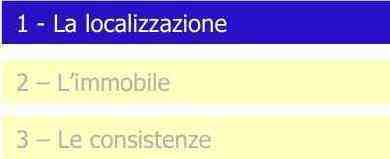 1 - La localizzazione
2 – L'immobile
3 – Le consistenze